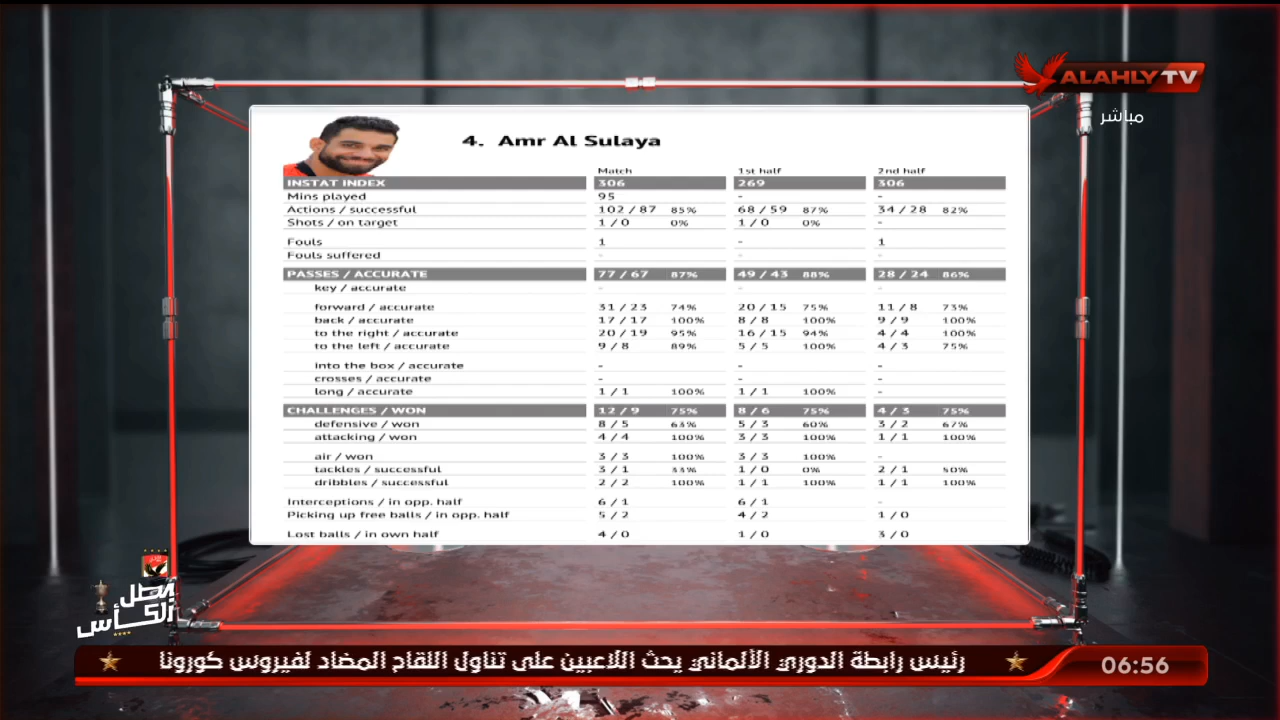 ALAHLY TV
مباشر
4. Amr Al Sulaya
Match 1st half 2nd half
INSTAT INDEX 306 269 306
Mins played 95 - -
Actions / successful 102 / 87 85% 68 / 59 87% 34 / 28 82%
Shots / on target 1 / 0 0% 1 / 0 0% -
Fouls 1 - 1
Fouls suffered - - -
PASSES / ACCURATE 77 / 67 87% 49 / 43 88% 28 / 24 86%
key / accurate - - -
forward / accurate 31 / 23 74% 20 / 15 75% 11 / 8 73%
back / accurate 17 / 17 100% 8 / 8 100% 9 / 9 100%
to the right / accurate 20 / 19 95% 16 / 15 94% 4 / 4 100%
to the left / accurate 9 / 8 89% 5 / 5 100% 4 / 3 75%
into the box / accurate - - -
crosses / accurate - - -
long / accurate 1 / 1 100% 1 / 1 100% -
CHALLENGES / WON 12 / 9 75% 8 / 6 75% 4 / 3 75%
defensive / won 8 / 5 63% 5 / 3 60% 3 / 2 67%
attacking / won 4 / 4 100% 3 / 3 100% 1 / 1 100%
air / won 3 / 3 100% 3 / 3 100% -
tackles / successful 3 / 1 33% 1 / 0 0% 2 / 1 50%
dribbles / successful 2 / 2 100% 1 / 1 100% 1 / 1 100%
Interceptions / in opp. half 6 / 1 6 / 1 -
Picking up free balls / in opp. half 5 / 2 4 / 2 1 / 0
Lost balls / in own half 4 / 0 1 / 0 3 / 0
بطل
الكأس
رئيس رابطة الدوري الألماني يحث اللاعبين على تناول اللقاح المضاد لفيروس كورونا
06:56